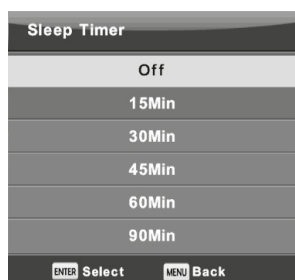 Sleep Timer
Off
15Min
30Min
45Min
60Min
90Min
ENTER Select MENU Back